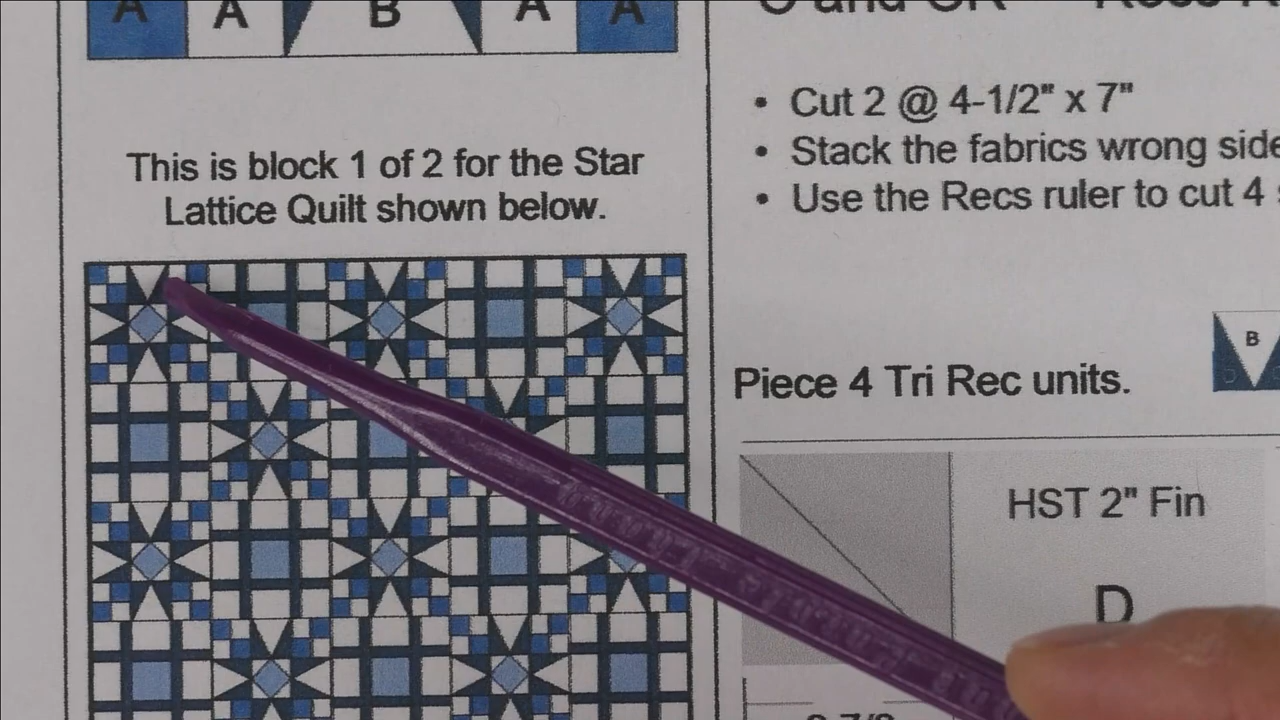 A A B A A
This is block 1 of 2 for the Star
Lattice Quilt shown below.
• Cut 2 @ 4-1/2" x 7"
• Stack the fabrics wrong side
• Use the Recs ruler to cut 4
B
Piece 4 Tri Rec units.
HST 2" Fin
D